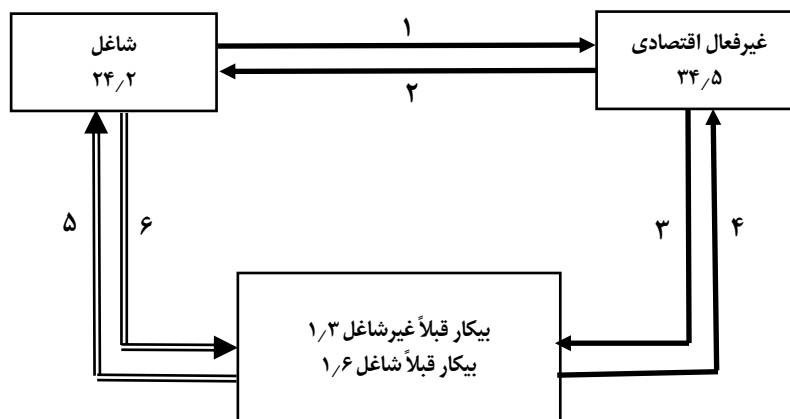 شاغل
۲۴٫۲
۱
غیرفعال اقتصادی
۳۴٫۵
۲
۵
۶
۳
۴
بیکار قبلاً غیرشاغل ۱٫۳
بیکار قبلاً شاغل ۱٫۶